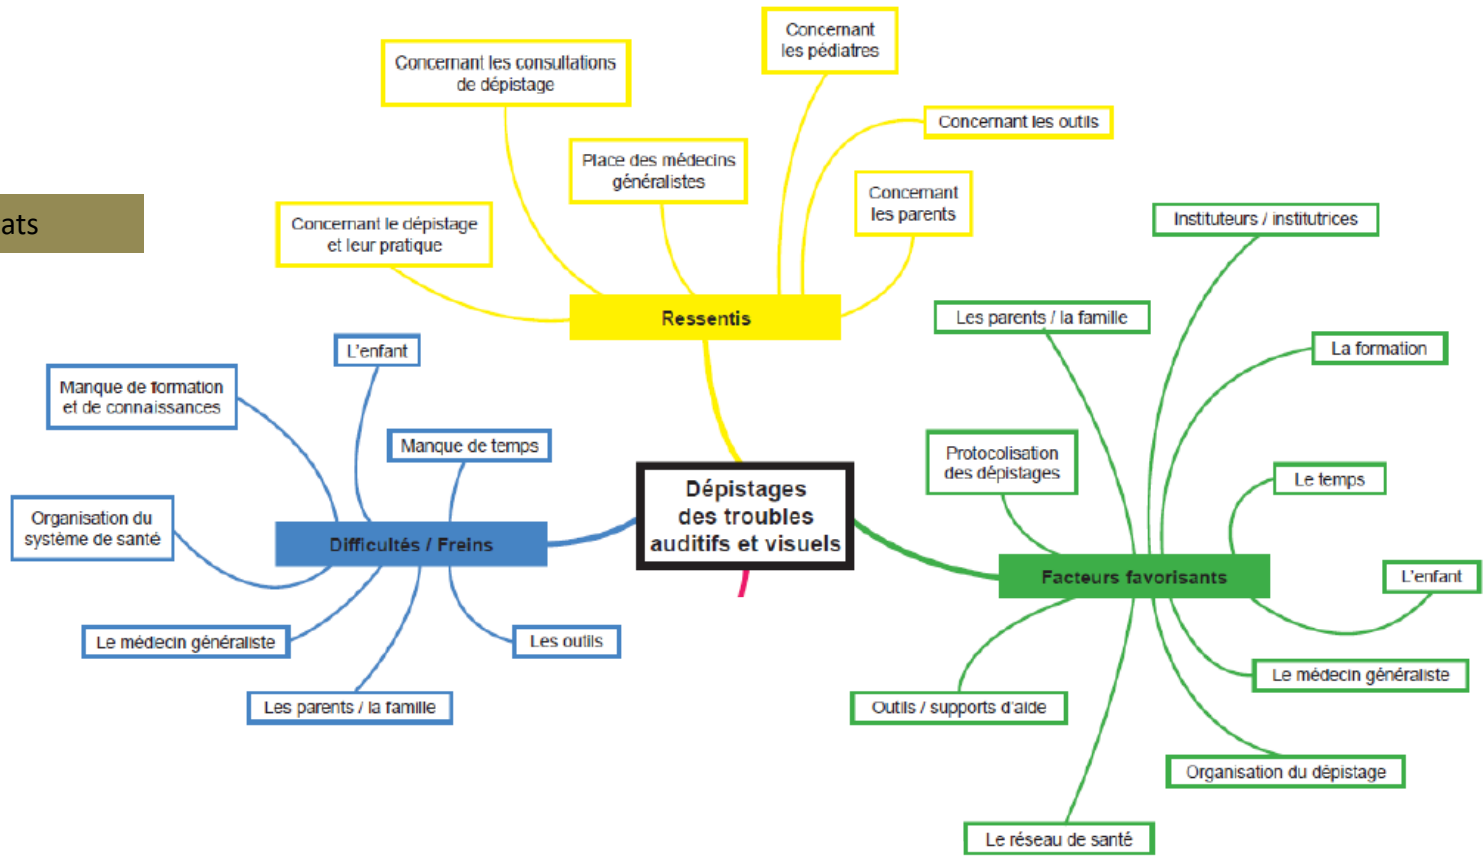 Concernant
les pédiatres
Concernant les consultations
de dépistage
Concernant les outils
Place des médecins
généralistes
Concernant
les parents
ats
Concernant le dépistage
et leur pratique
Instituteurs / institutrices
Ressentis
Les parents / la famille
L'enfant
La formation
Manque de formation
et de connaissances
Manque de temps
Protocolisation
des dépistages
Le temps
Dépistages
des troubles
auditifs et visuels
Organisation du
système de santé
Difficultés / Freins
Facteurs favorisants
L'enfant
Le médecin généraliste
Les outils
Le médecin généraliste
Les parents / la famille
Outils / supports d'aide
Organisation du dépistage
Le réseau de santé